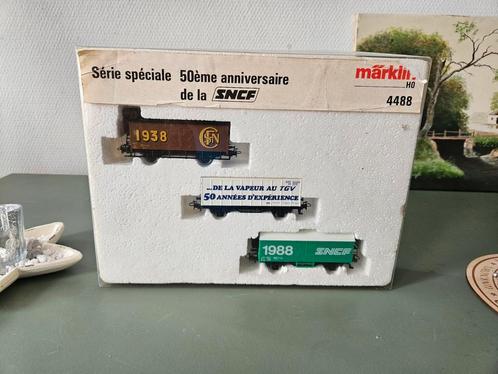 Série spéciale 50ème anniversaire
de la SNCF
märklin
HO
4488
1938
SNCF
...DE LA VAPEUR AU TGV
50 ANNÉES D'EXPÉRIENCE
1988 SNCF